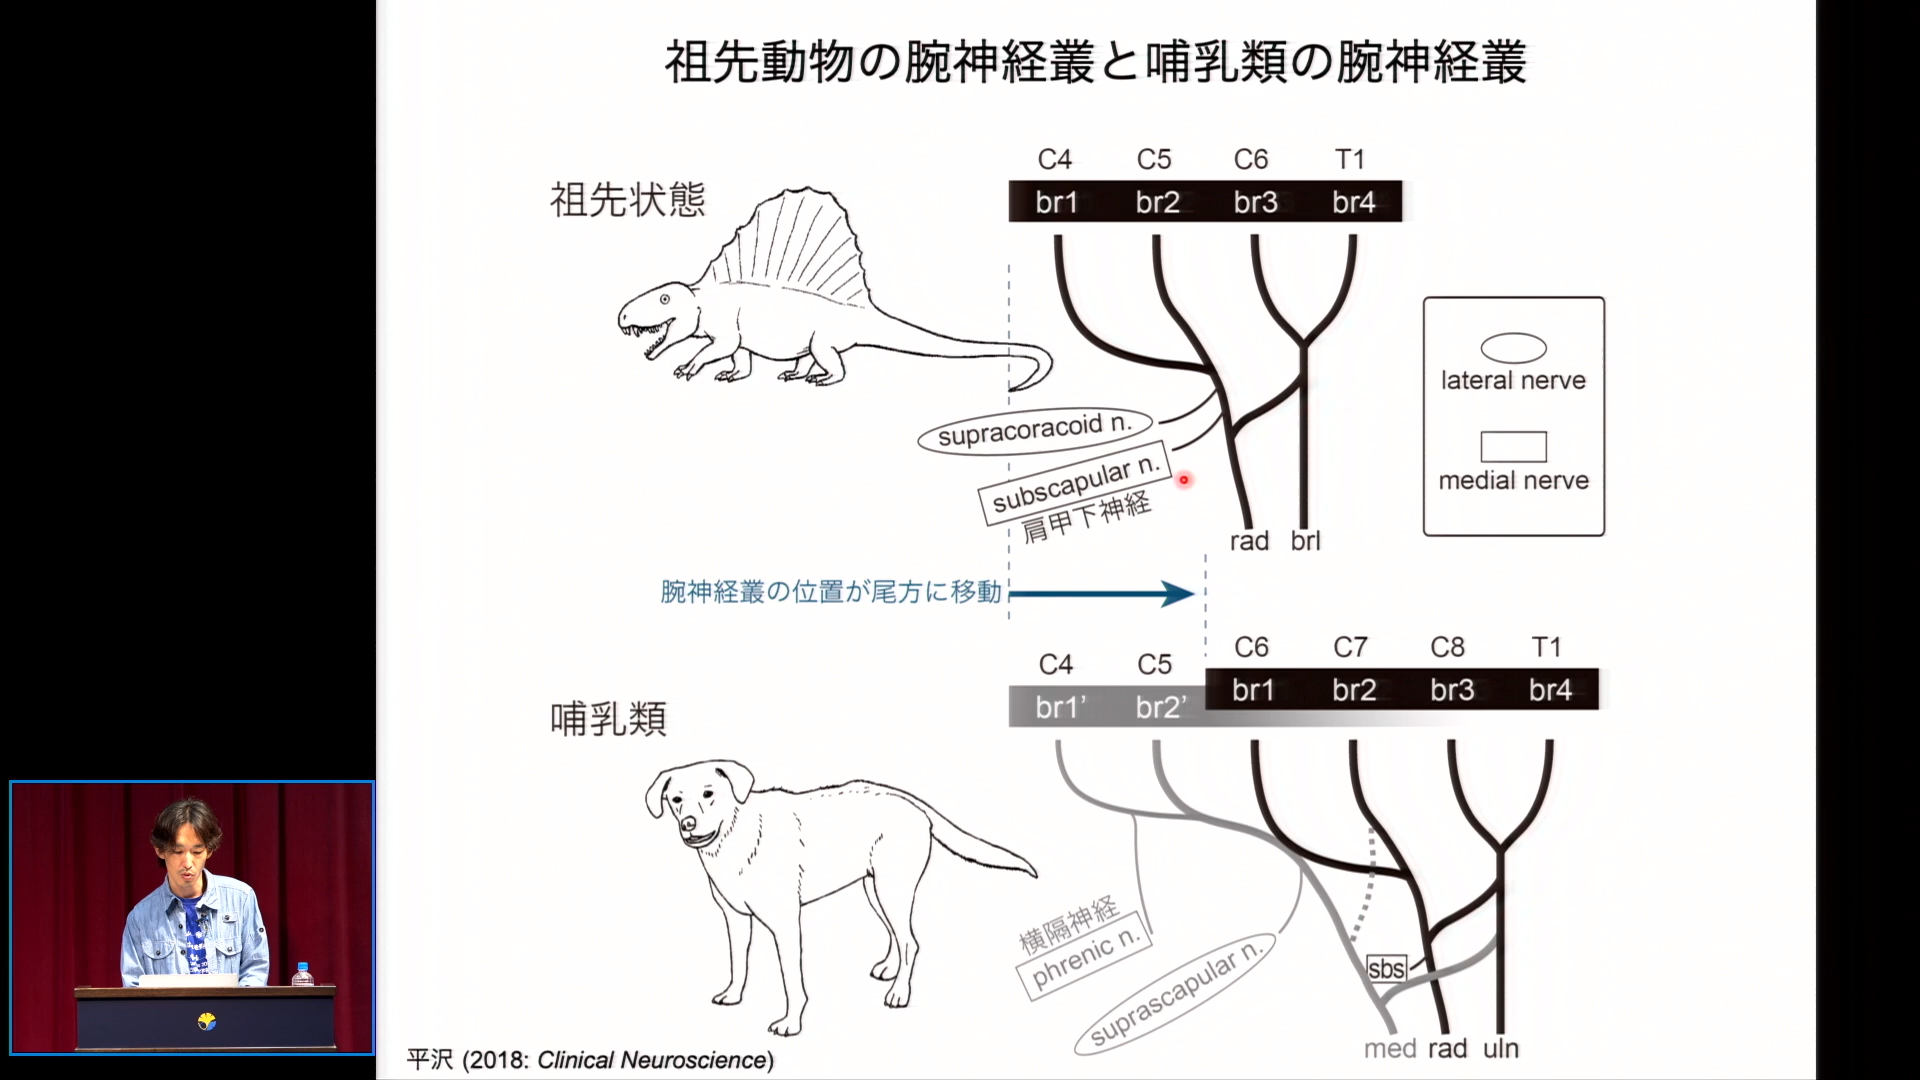 祖先動物の腕神経叢と哺乳類の腕神経叢
祖先状態
C4 C5 C6 T1
br1 br2 br3 br4
supracoracoid n.
subscapular n.
肩甲下神経
rad brl
lateral nerve
medial nerve
腕神経叢の位置が尾方に移動
哺乳類
C4 C5 C6 C7 C8 T1
br1’ br2’ br1 br2 br3 br4
横隔神経
phrenic n.
suprascapular n.
sbs
med rad uln
平沢 (2018: Clinical Neuroscience)